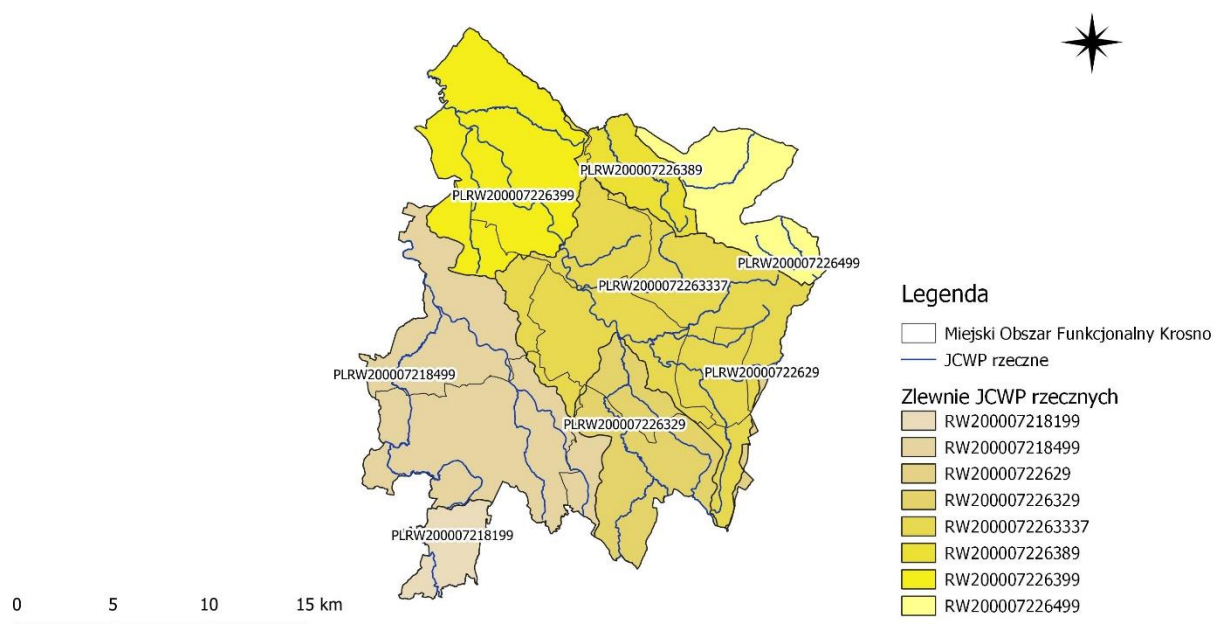 PLRW200007226389
PLRW200007226399
PLRW200007226499
PLRW2000072263337
PLRW200007218499
PLRW20000722629
PLRW200007226329
PLRW200007218199
0 5 10 15 km
Legenda
Miejski Obszar Funkcjonalny Krosno
JCWP rzeczne
Zlewnie JCWP rzecznych
RW200007218199
RW200007218499
RW20000722629
RW200007226329
RW2000072263337
RW200007226389
RW200007226399
RW200007226499